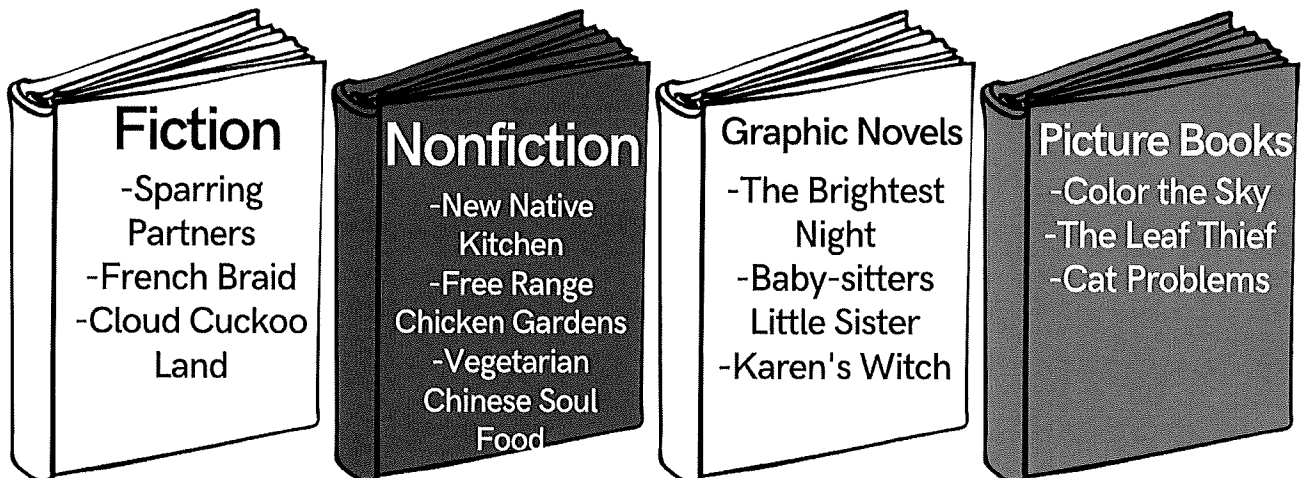 Fiction
-Sparring
Partners
-French Braid
-Cloud Cuckoo
Land
Nonfiction
-New Native
Kitchen
-Free Range
Chicken Gardens
-Vegetarian
Chinese Soul
Food
Graphic Novels
-The Brightest
Night
-Baby-sitters
Little Sister
-Karen's Witch
Picture Books
-Color the Sky
-The Leaf Thief
-Cat Problems